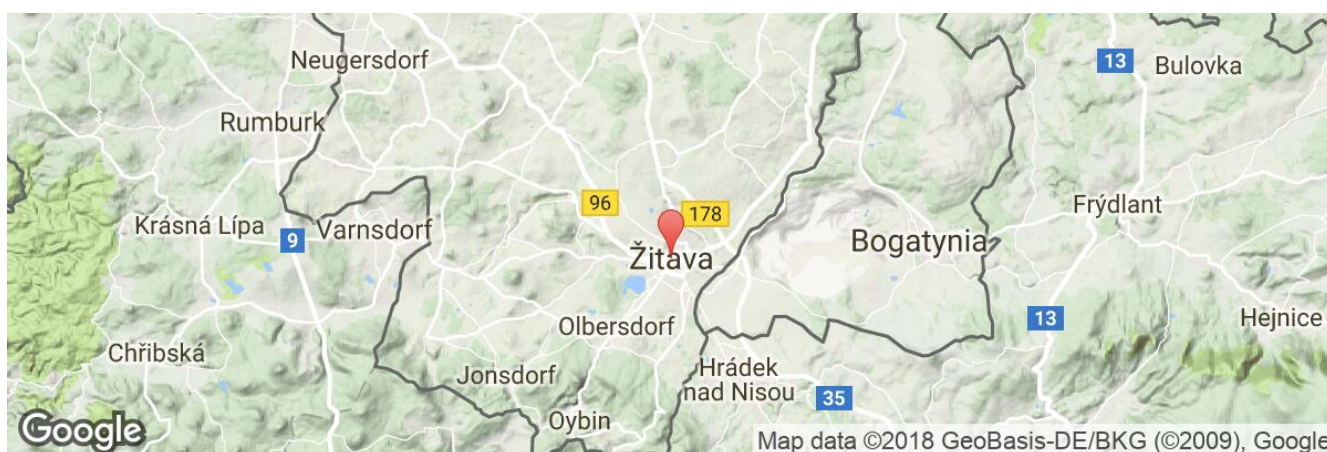 Neugersdorf
13
Bulovka
Rumburk
96
178
Frýdlant
Krásná Lípa
9
Varnsdorf
Žitava
Bogatynia
Olbersdorf
13
Hejnice
Chřibská
Jonsdorf
Hrádek
nad Nisou
35
Oybin
Google
Map data ©2018 GeoBasis-DE/BKG (©2009), Google